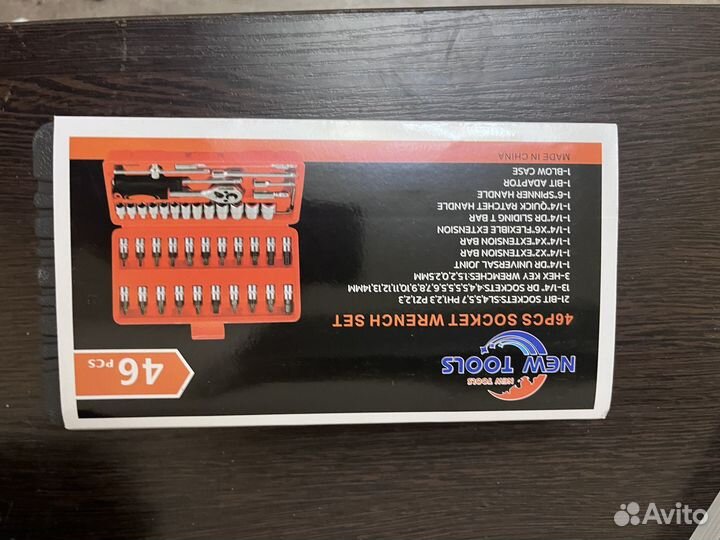 NEW TOOLS
NEW TOOLS
46 PCS
46PCS SOCKET WRENCH SET
21-BIT SOCKET:SL4,5.5,7 PH1,2,3 PZ1,2,3
13-1/4" DR SOCKETS:4,4.5,5,5.5,6,7,8,9,10,11,12,13,14MM
3-HEX KEY WRENCHES:1.5,2.0,2.5MM
1-1/4"DR UNIVERSAL JOINT
1-1/4"X2"EXTENSION BAR
1-1/4"X4"EXTENSION BAR
1-1/4"X6"FLEXIBLE EXTENSION
1-1/4"DR SLIDING T BAR
1-1/4"QUICK RATCHET HANDLE
1-6"SPINNER HANDLE
1-BIT ADAPTOR
1-BLOW CASE
MADE IN CHINA
Avito